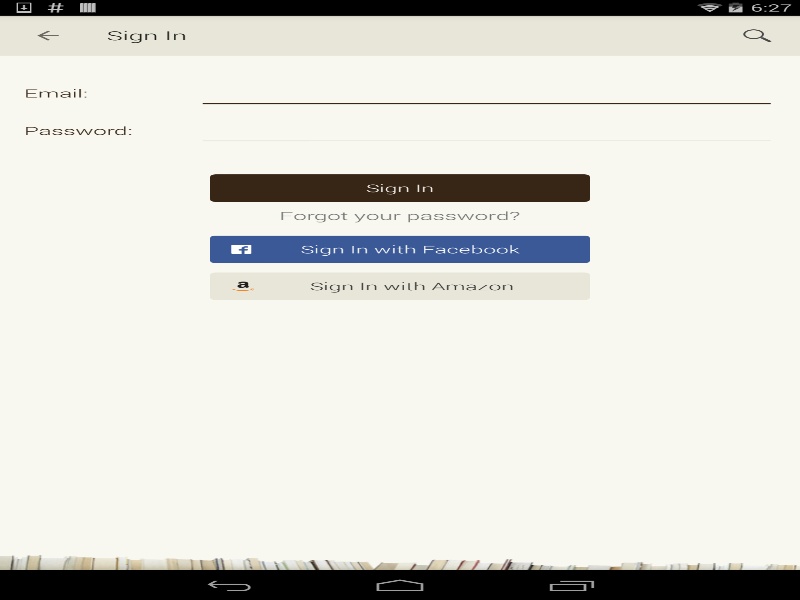 6:27
Sign In
Email:
Password:
Sign In
Forgot your password?
Sign In with Facebook
Sign In with Amazon